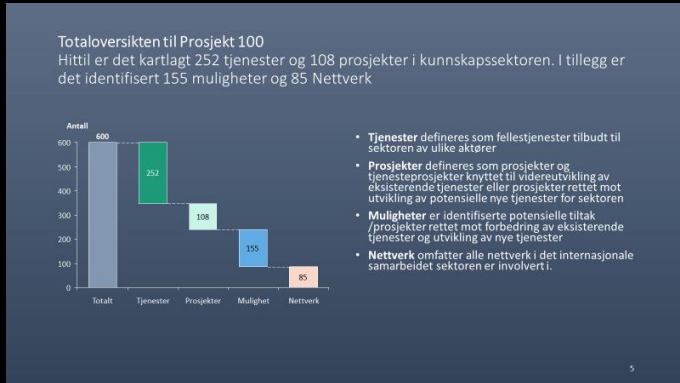 Totaloversikten til Prosjekt 100
Hittil er det kartlagt 252 tjenester og 108 prosjekter i kunnskapssektoren. I tillegg er
det identifisert 155 muligheter og 85 Nettverk
Antall
600
600
500
400
300
200
100
0
252
108
155
85
Totalt
Tjenester
Prosjekter
Mulighet
Nettverk
• Tjenester defineres som fellestjenester tilbudt til
sektoren av ulike aktører
• Prosjekter defineres som prosjekter og
tjenesteprosjekter knyttet til videreutvikling av
eksisterende tjenester eller prosjekter rettet mot
utvikling av potensielle nye tjenester for sektoren
• Muligheter er identifiserte potensielle tiltak
/prosjekter rettet mot forbedring av eksisterende
tjenester og utvikling av nye tjenester
• Nettverk omfatter alle nettverk i det internasjonale
samarbeidet sektoren er involvert i.
5